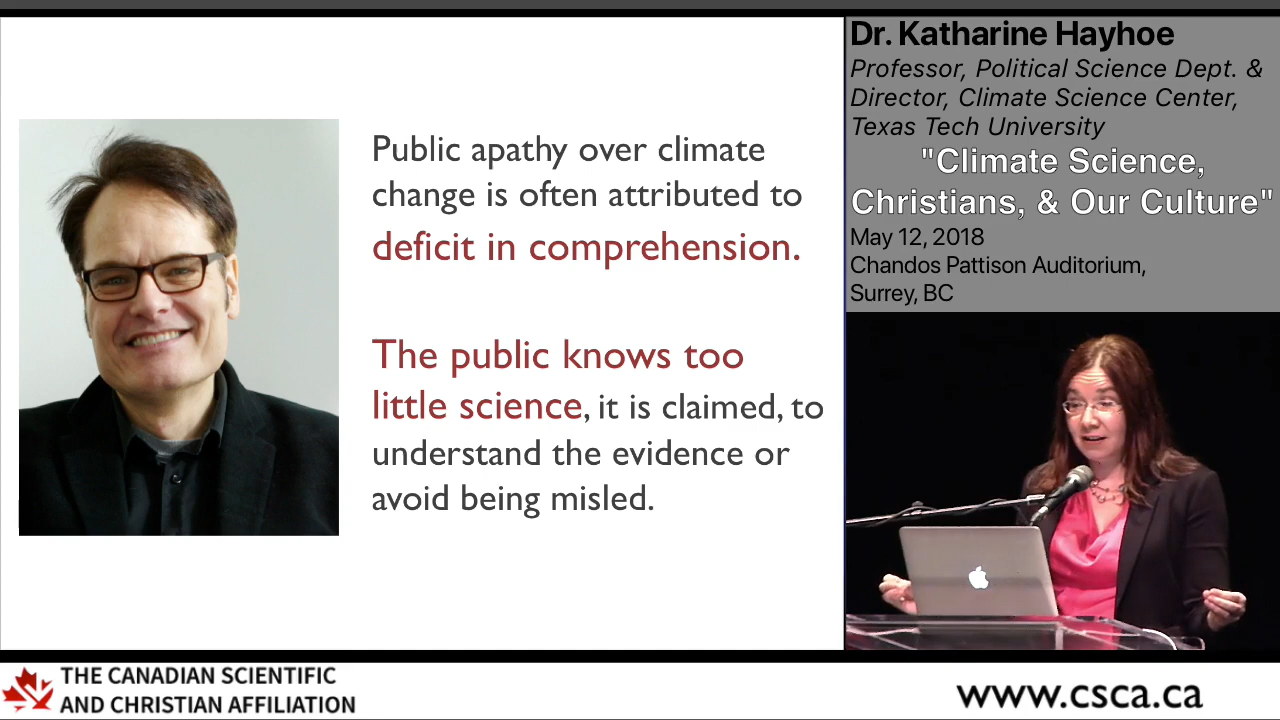 Public apathy over climate
change is often attributed to
deficit in comprehension.
The public knows too
little science, it is claimed, to
understand the evidence or
avoid being misled.
Dr. Katharine Hayhoe
Professor, Political Science Dept. &
Director, Climate Science Center,
Texas Tech University
"Climate Science,
Christians, & Our Culture"
May 12, 2018
Chandos Pattison Auditorium,
Surrey, BC
THE CANADIAN SCIENTIFIC
AND CHRISTIAN AFFILIATION
www.csca.ca